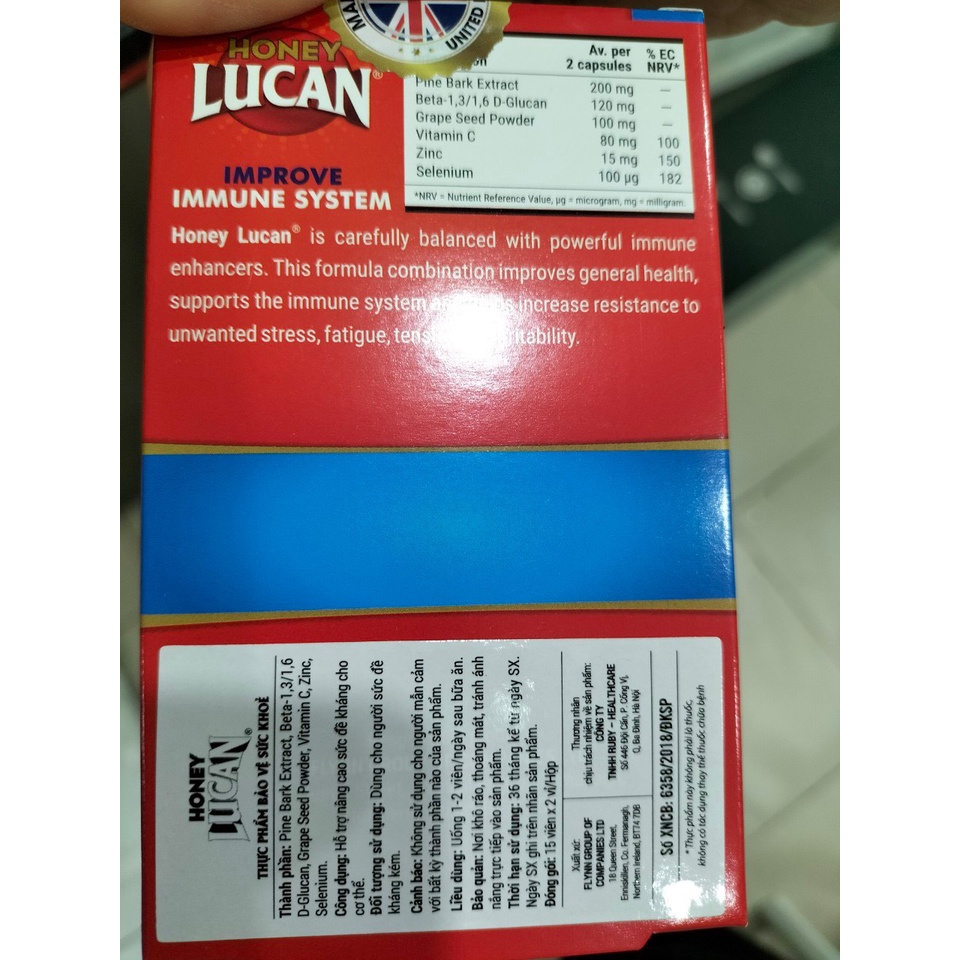 MA
UNITED
HONEY
LUCAN®
Av. per % EC
2 capsules NRV*
Pine Bark Extract 200 mg —
Beta-1,3/1,6 D-Glucan 120 mg —
Grape Seed Powder 100 mg —
Vitamin C 80 mg 100
Zinc 15 mg 150
Selenium 100 µg 182
*NRV = Nutrient Reference Value, µg = microgram, mg = milligram.
IMPROVE
IMMUNE SYSTEM
Honey Lucan® is carefully balanced with powerful immune
enhancers. This formula combination improves general health,
supports the immune system increase resistance to
unwanted stress, fatigue,
HONEY
LUCAN®
THỰC PHẨM BẢO VỆ SỨC KHOẺ
Thành phần: Pine Bark Extract, Beta-1,3/1,6
D-Glucan, Grape Seed Powder, Vitamin C, Zinc,
Selenium.
Công dụng: Hỗ trợ nâng cao sức đề kháng cho
cơ thể.
Đối tượng sử dụng: Dùng cho người sức đề
kháng kém.
Cảnh báo: Không sử dụng cho người mẫn cảm
với bất kỳ thành phần nào của sản phẩm.
Liều dùng: Uống 1-2 viên/ngày sau bữa ăn.
Bảo quản: Nơi khô ráo, thoáng mát, tránh ánh
nắng trực tiếp vào sản phẩm.
Thời hạn sử dụng: 36 tháng kể từ ngày SX.
Ngày SX ghi trên nhãn sản phẩm.
Đóng gói: 15 viên x 2 vỉ/Hộp
Xuất xứ:
FLYNN GROUP OF
COMPANIES LTD
18 Queen Street,
Enniskillen, Co. Fermanagh,
Northern Ireland, BT74 7DB
Thương nhân
chịu trách nhiệm về sản phẩm:
CÔNG TY
TNHH RUBY – HEALTHCARE
Số 446 Đội Cấn, P. Cống Vị,
Q. Ba Đình, Hà Nội
Số XNCB: 6358/2018/ĐKSP
*Thực phẩm này không phải là thuốc,
không có tác dụng thay thế thuốc chữa bệnh